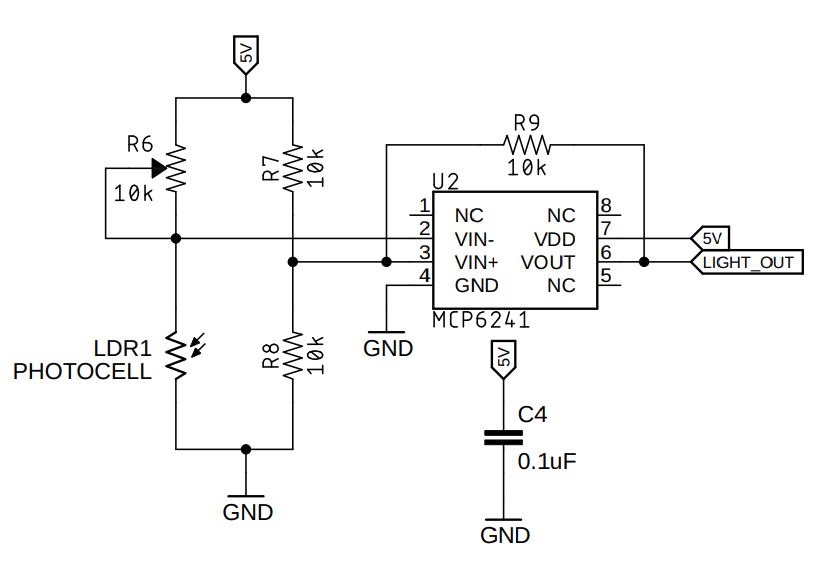 5V
R6
10k
R7
10k
R9
10k
U2
1
NC
NC
8
2
VIN-
VDD
7
5V
3
VIN+
VOUT
6
LIGHT_OUT
4
GND
NC
5
MCP6241
GND
LDR1
PHOTOCELL
R8
10k
5V
C4
0.1uF
GND
GND